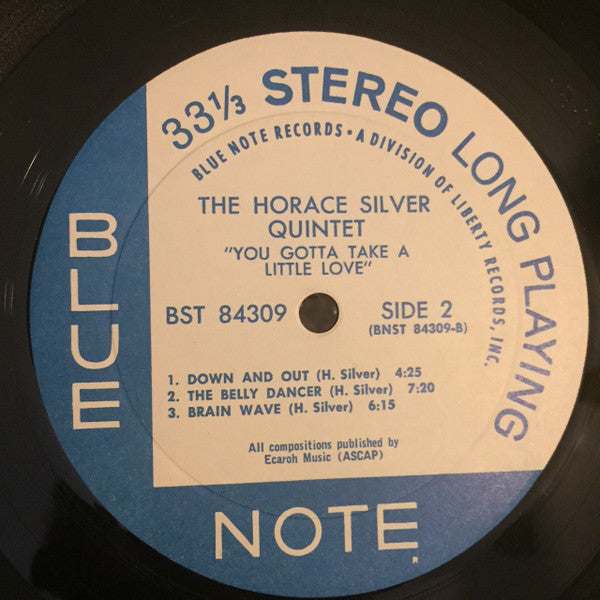 33 1/3 STEREO LONG PLAYING
BLUE NOTE RECORDS • A DIVISION OF LIBERTY RECORDS, INC.
THE HORACE SILVER
QUINTET
"YOU GOTTA TAKE A
LITTLE LOVE"
BST 84309
SIDE 2
(BNST 84309-B)
1. DOWN AND OUT (H. Silver) 4:25
2. THE BELLY DANCER (H. Silver) 7:20
3. BRAIN WAVE (H. Silver) 6:15
All compositions published by
Ecaroh Music (ASCAP)
BLUE
NOTE
R